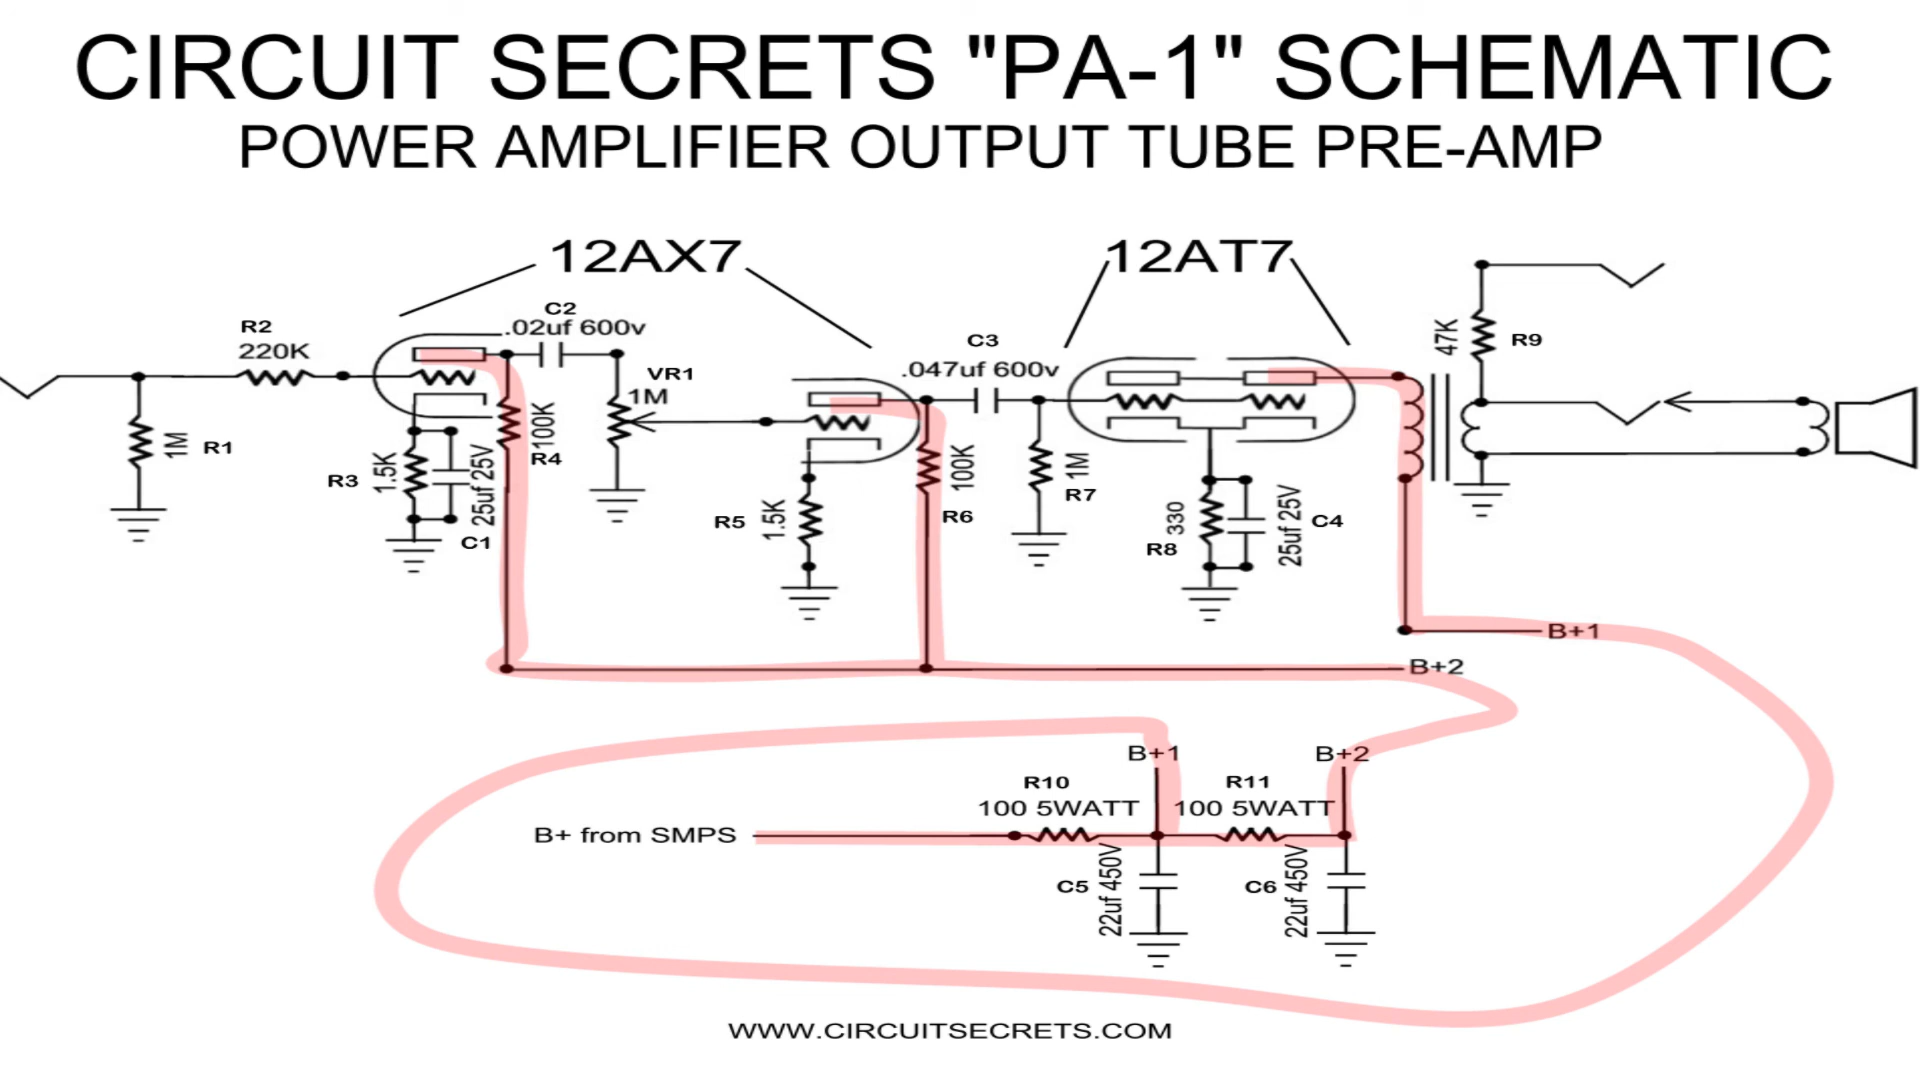 CIRCUIT SECRETS "PA-1" SCHEMATIC
POWER AMPLIFIER OUTPUT TUBE PRE-AMP
12AX7
12AT7
R2
220K
C2
.02uf 600v
VR1
1M
C3
.047uf 600v
47K
R9
1M
R1
R3
1.5K
25uf 25V
C1
100K
R4
R5
1.5K
100K
R6
1M
R7
330
R8
25uf 25V
C4
B+1
B+2
B+1
B+2
R10
R11
100 5WATT
100 5WATT
B+ from SMPS
C5
22uf 450V
C6
22uf 450V
WWW.CIRCUITSECRETS.COM